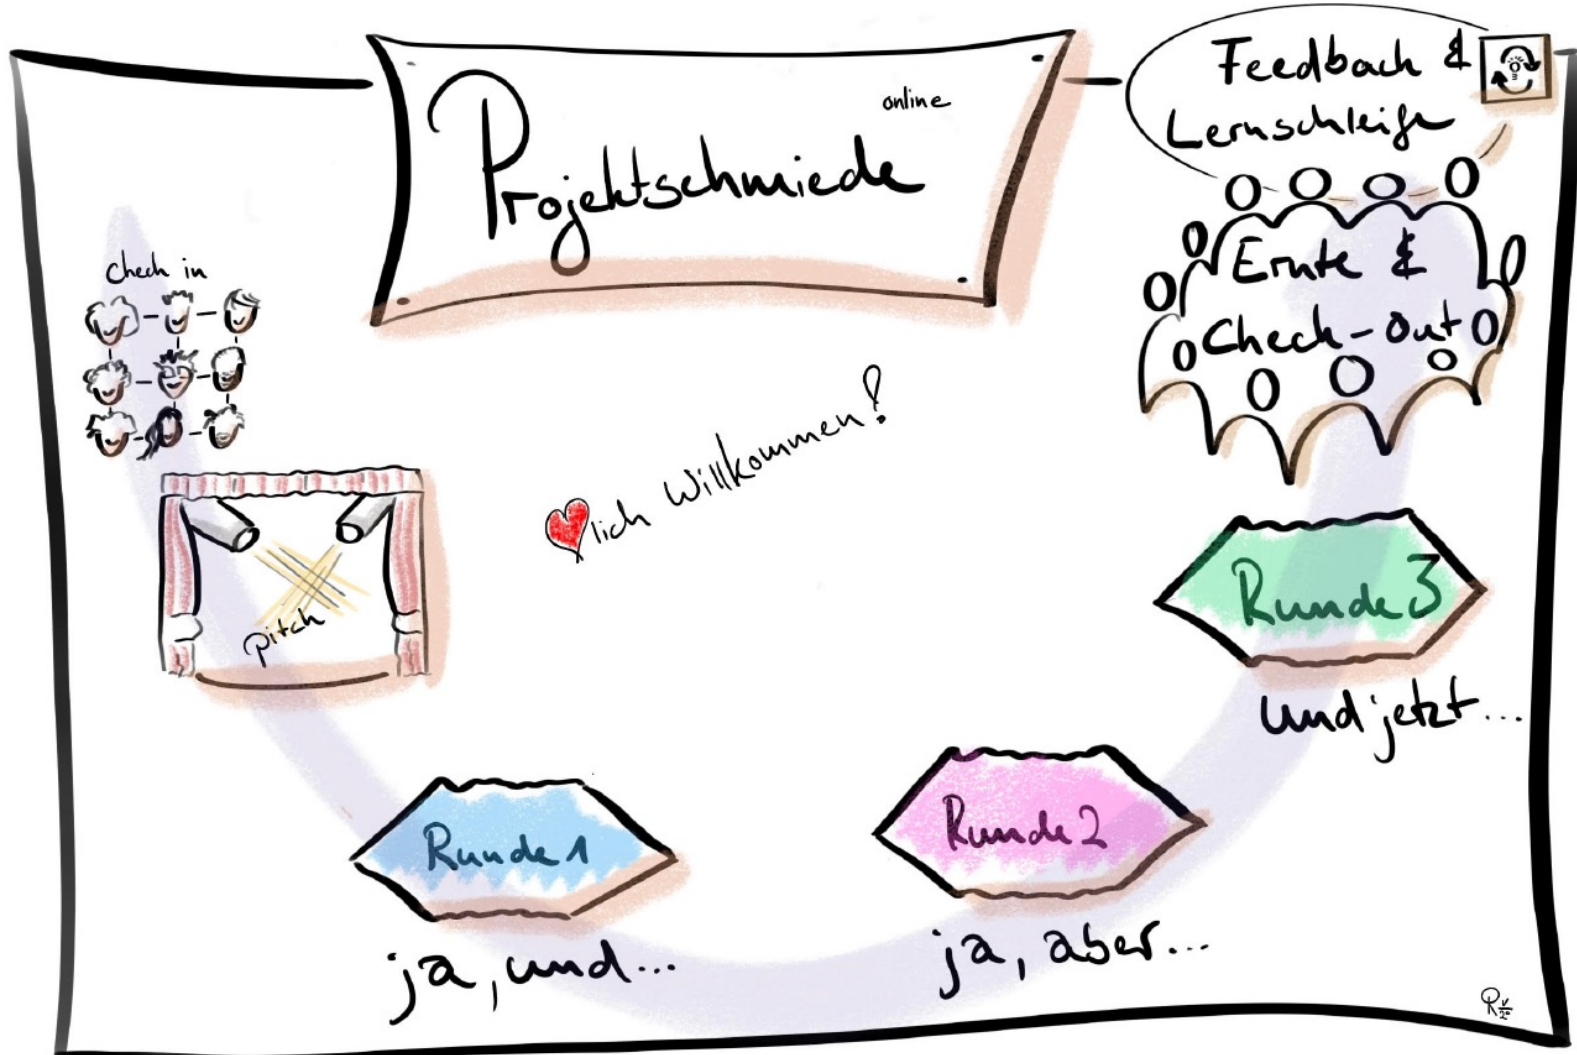 Projektschmiede
online
Feedback &
Lernschleife
Ernte &
Check-Out
check in
pitch
lich Willkommen!
Runde 1
ja, und...
Runde 2
ja, aber...
Runde 3
und jetzt...